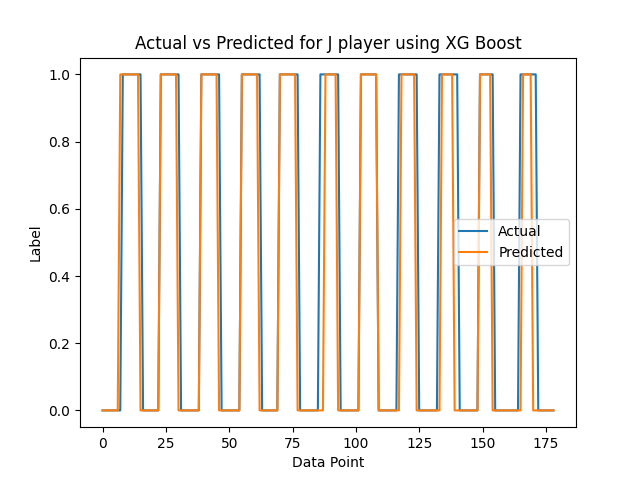 Actual vs Predicted for J player using XG Boost
1.0
0.8
0.6
0.4
0.2
0.0
Label
Actual
Predicted
0 25 50 75 100 125 150 175
Data Point